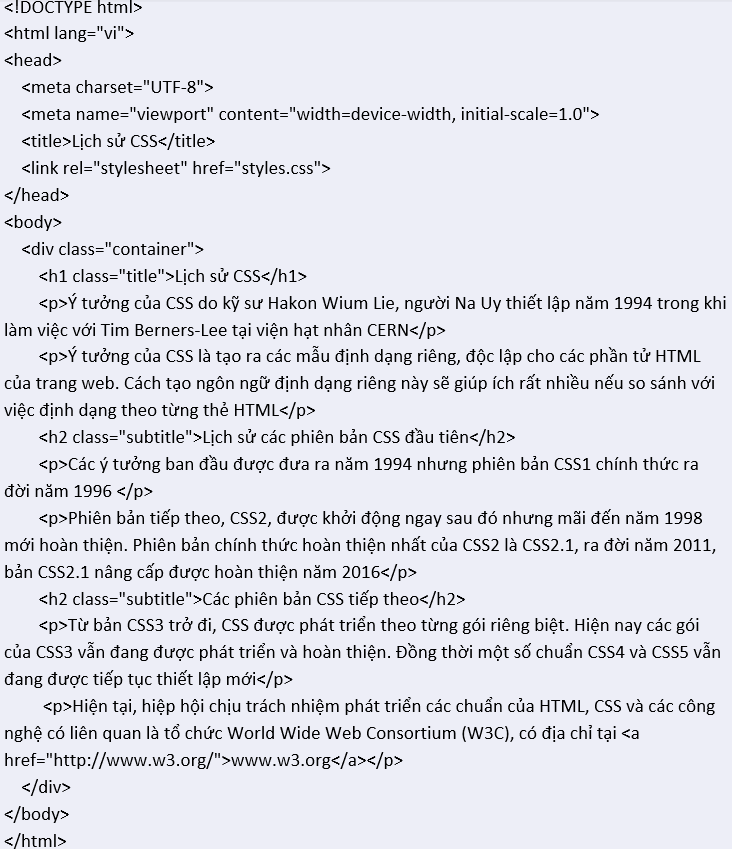 <!DOCTYPE html>
<html lang="vi">
<head>
    <meta charset="UTF-8">
    <meta name="viewport" content="width=device-width, initial-scale=1.0">
    <title>Lịch sử CSS</title>
    <link rel="stylesheet" href="styles.css">
</head>
<body>
    <div class="container">
        <h1 class="title">Lịch sử CSS</h1>
        <p>Ý tưởng của CSS do kỹ sư Hakon Wium Lie, người Na Uy thiết lập năm 1994 trong khi
làm việc với Tim Berners-Lee tại viện hạt nhân CERN</p>
        <p>Ý tưởng của CSS là tạo ra các mẫu định dạng riêng, độc lập cho các phần tử HTML
của trang web. Cách tạo ngôn ngữ định dạng riêng này sẽ giúp ích rất nhiều nếu so sánh với
việc định dạng theo từng thẻ HTML</p>
        <h2 class="subtitle">Lịch sử các phiên bản CSS đầu tiên</h2>
        <p>Các ý tưởng ban đầu được đưa ra năm 1994 nhưng phiên bản CSS1 chính thức ra
đời năm 1996 </p>
        <p>Phiên bản tiếp theo, CSS2, được khởi động ngay sau đó nhưng mãi đến năm 1998
mới hoàn thiện. Phiên bản chính thức hoàn thiện nhất của CSS2 là CSS2.1, ra đời năm 2011,
bản CSS2.1 nâng cấp được hoàn thiện năm 2016</p>
        <h2 class="subtitle">Các phiên bản CSS tiếp theo</h2>
        <p>Từ bản CSS3 trở đi, CSS được phát triển theo từng gói riêng biệt. Hiện nay các gói
của CSS3 vẫn đang được phát triển và hoàn thiện. Đồng thời một số chuẩn CSS4 và CSS5 vẫn
đang được tiếp tục thiết lập mới</p>
         <p>Hiện tại, hiệp hội chịu trách nhiệm phát triển các chuẩn của HTML, CSS và các công
nghệ có liên quan là tổ chức World Wide Web Consortium (W3C), có địa chỉ tại <a
href="http://www.w3.org/">www.w3.org</a></p>
    </div>
</body>
</html>